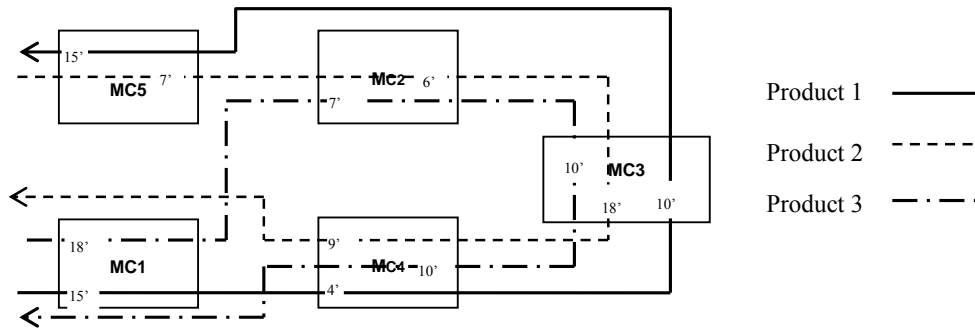 15’
7’
MC5
MC2
6’
7’
Product 1
Product 2
Product 3
10’
MC3
18’
10’
18’
MC1
15’
9’
MC4
10’
4’